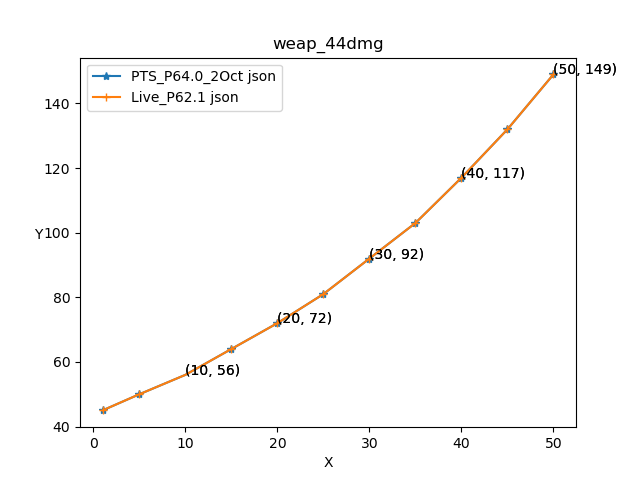 weap_44dmg
PTS_P64.0_2Oct json
Live_P62.1 json
(50, 149)
(40, 117)
(30, 92)
(20, 72)
(10, 56)
Y
140
120
100
80
60
40
0 10 20 30 40 50
X